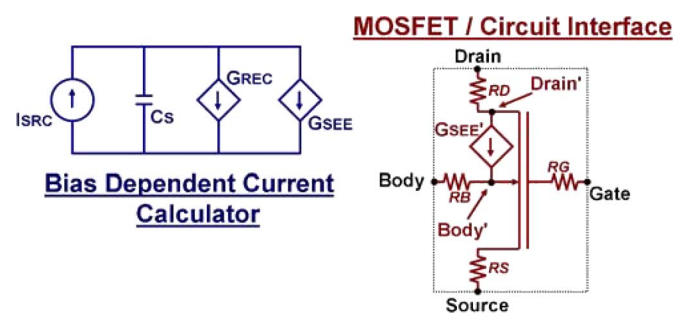 MOSFET / Circuit Interface
Drain
RD
Drain'
GREC
ISRC
CS
GSEE
GSEE'
Bias Dependent Current
Calculator
Body
RB
RG
Gate
Body'
RS
Source